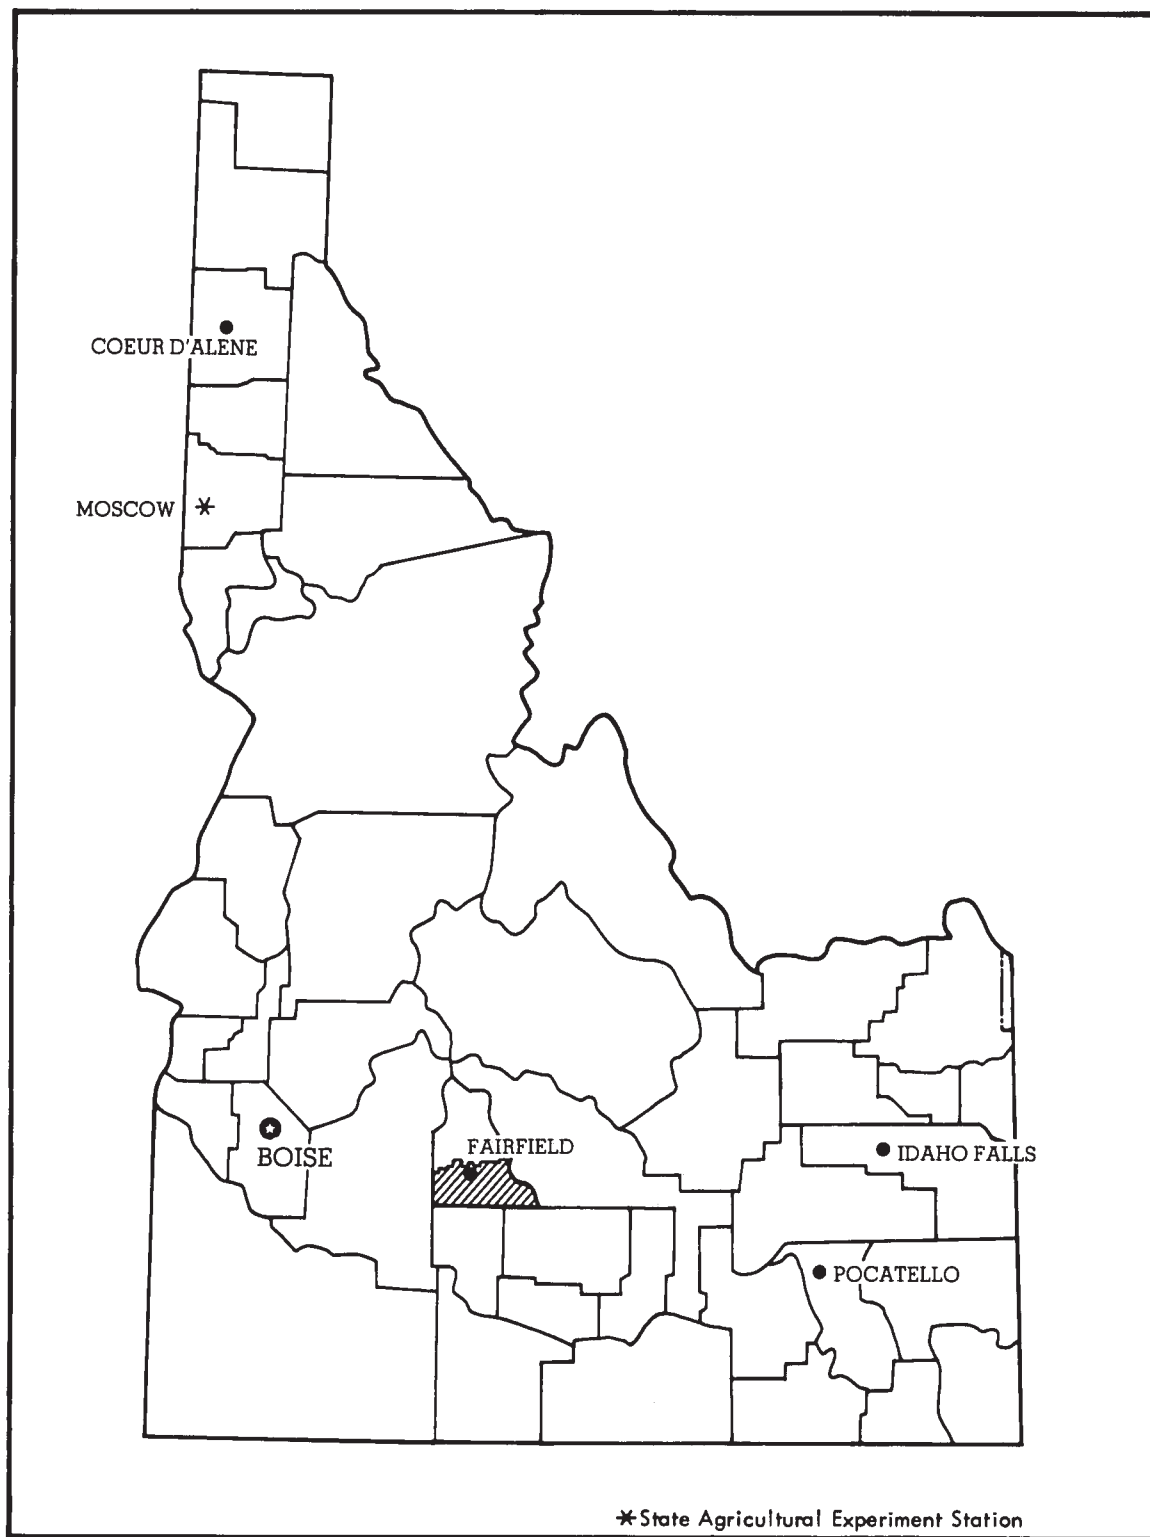 COEUR D'ALENE
MOSCOW
BOISE
FAIRFIELD
IDAHO FALLS
POCATELLO
*State Agricultural Experiment Station